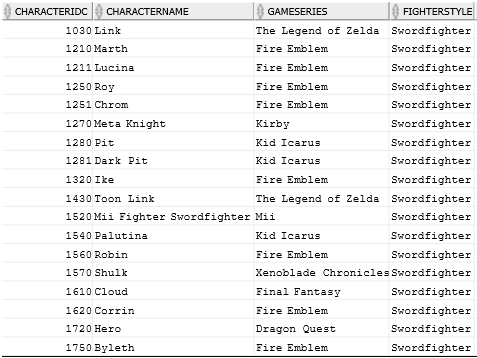 CHARACTERIDC CHARACTERNAME GAMESERIES FIGHTERSTYLE
1030 Link The Legend of Zelda Swordfighter
1210 Marth Fire Emblem Swordfighter
1211 Lucina Fire Emblem Swordfighter
1250 Roy Fire Emblem Swordfighter
1251 Chrom Fire Emblem Swordfighter
1270 Meta Knight Kirby Swordfighter
1280 Pit Kid Icarus Swordfighter
1281 Dark Pit Kid Icarus Swordfighter
1320 Ike Fire Emblem Swordfighter
1430 Toon Link The Legend of Zelda Swordfighter
1520 Mii Fighter Swordfighter Mii Swordfighter
1540 Palutina Kid Icarus Swordfighter
1560 Robin Fire Emblem Swordfighter
1570 Shulk Xenoblade Chronicles Swordfighter
1610 Cloud Final Fantasy Swordfighter
1620 Corrin Fire Emblem Swordfighter
1720 Hero Dragon Quest Swordfighter
1750 Byleth Fire Emblem Swordfighter